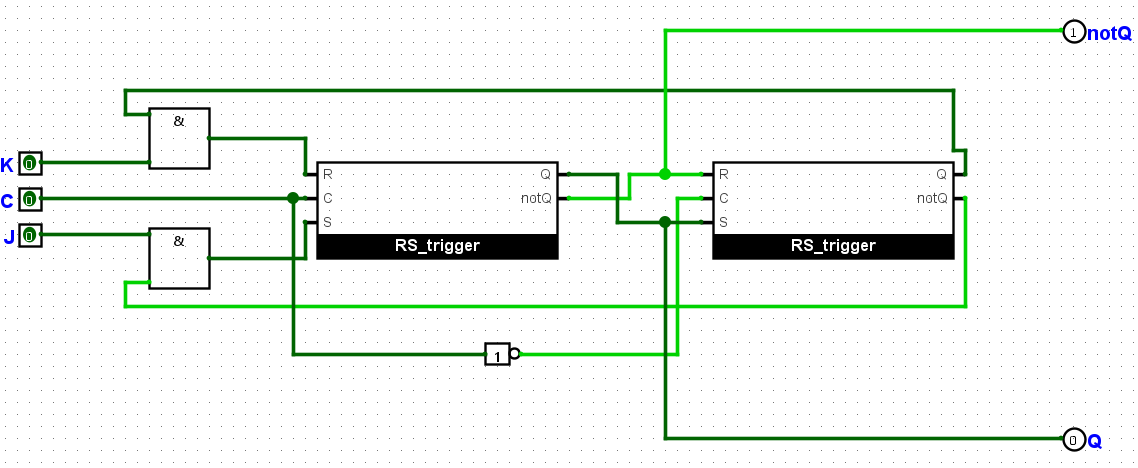 1 notQ
&
K 0
R Q R Q
C 0
C notQ C notQ
J 0
&
S S
RS_trigger RS_trigger
1
0 Q